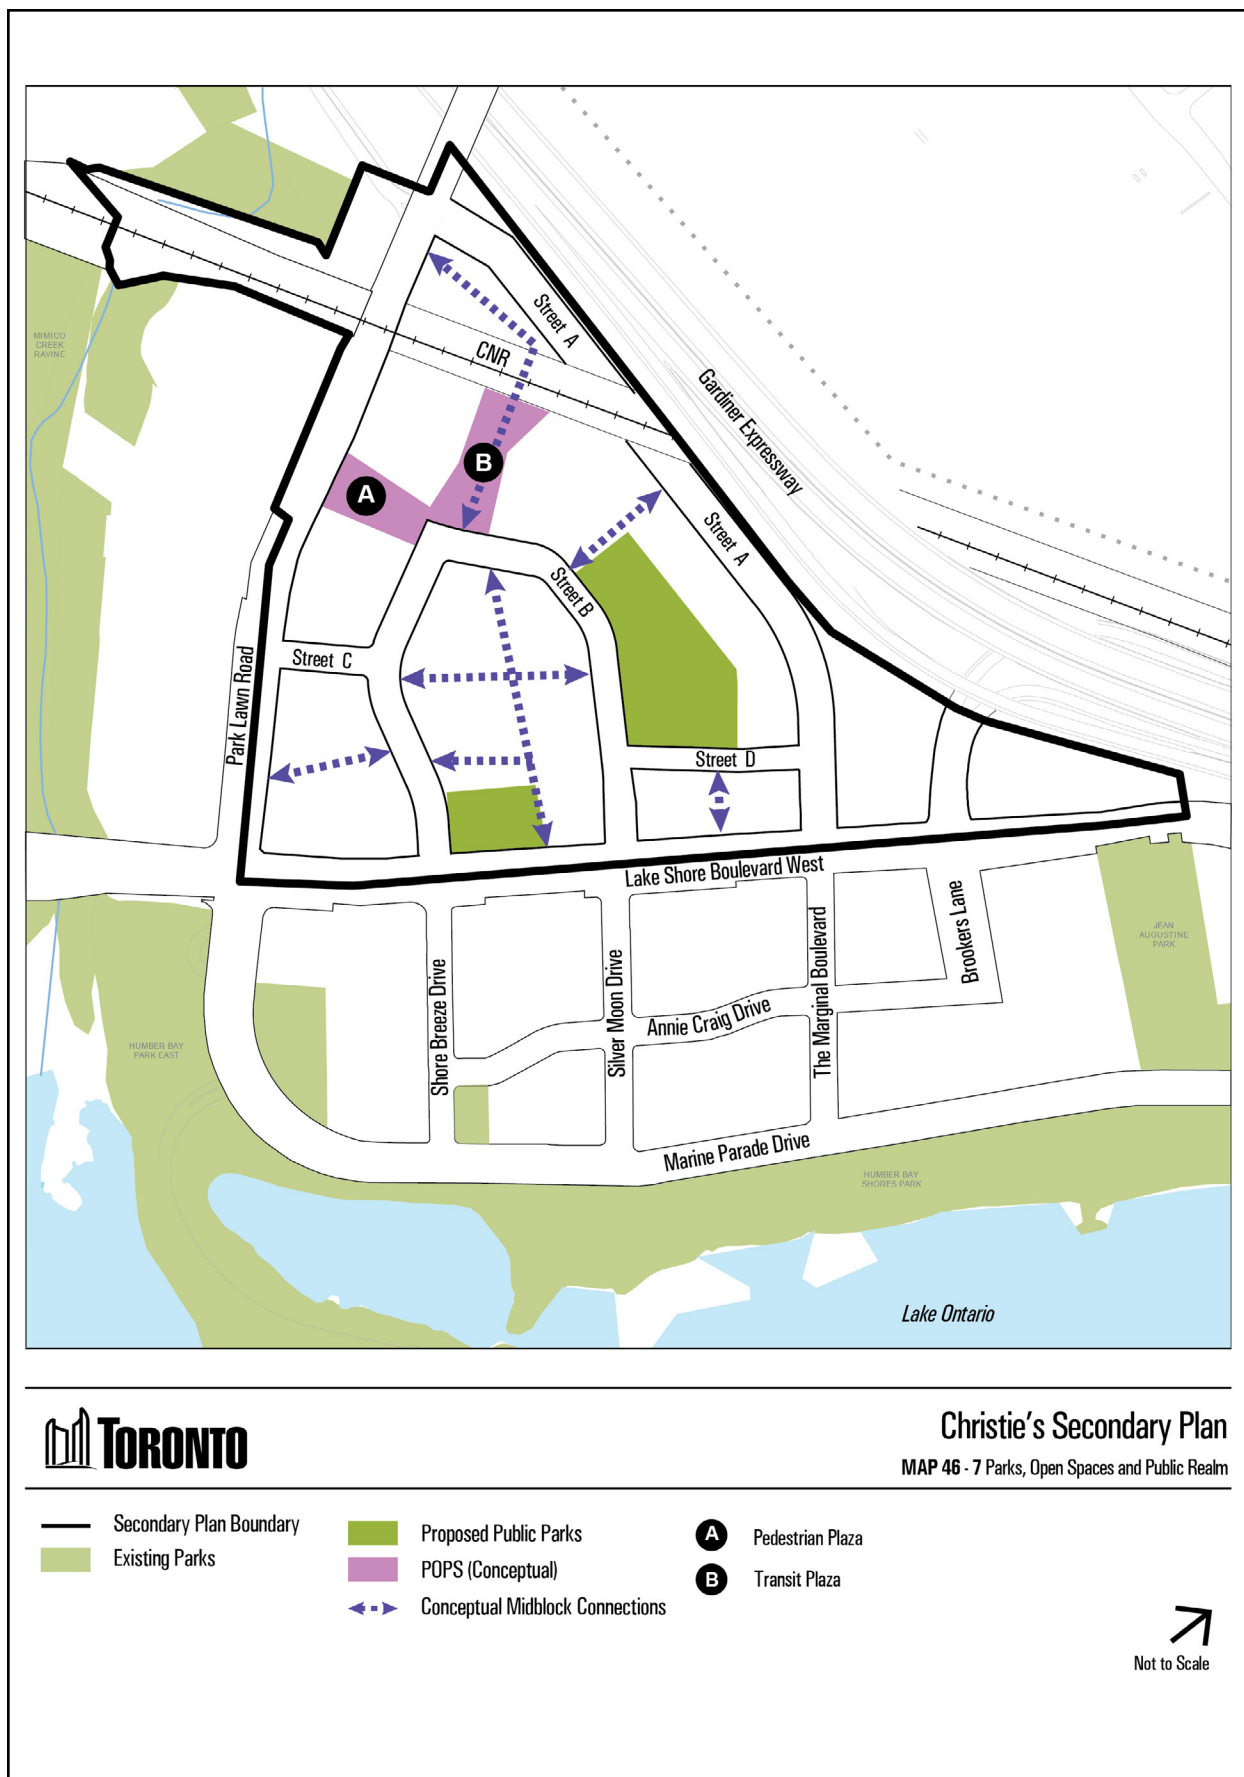 MIMICO
CREEK
RAVINE
Street A
CNR
Gardiner Expressway
B
A
Street A
Street B
Street C
Park Lawn Road
Street D
Lake Shore Boulevard West
Shore Breeze Drive
Silver Moon Drive
The Marginal Boulevard
Brookers Lane
JEAN
AUGUSTINE
PARK
Annie Craig Drive
HUMBER BAY
PARK EAST
Marine Parade Drive
HUMBER BAY
SHORES PARK
Lake Ontario
TORONTO
Christie's Secondary Plan
MAP 46 - 7 Parks, Open Spaces and Public Realm
Secondary Plan Boundary
Existing Parks
Proposed Public Parks
POPS (Conceptual)
Conceptual Midblock Connections
A Pedestrian Plaza
B Transit Plaza
Not to Scale